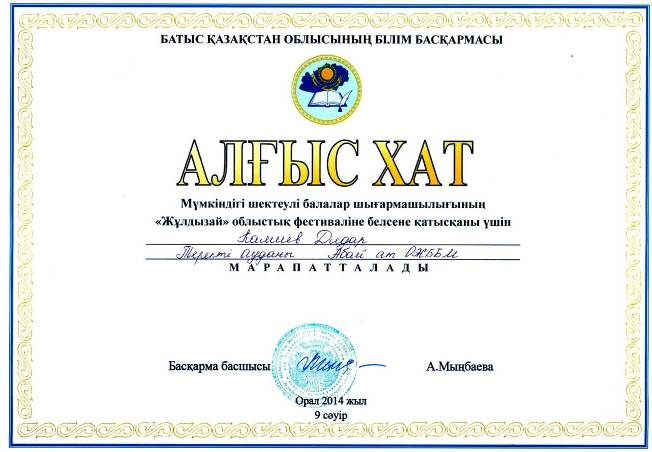 БАТЫС ҚАЗАҚСТАН ОБЛЫСЫНЫҢ БІЛІМ БАСҚАРМАСЫ
АЛҒЫС ХАТ
Мүмкіндігі шектеулі балалар шығармашылығының
«Жұлдызай» облыстық фестиваліне белсене қатысқаны үшін
Дидар
Теректі ауданы Абай ат ОЖББМ
МАРАПАТТАЛАДЫ
Басқарма басшысы А.Мыңбаева
Орал 2014 жыл
9 сәуір